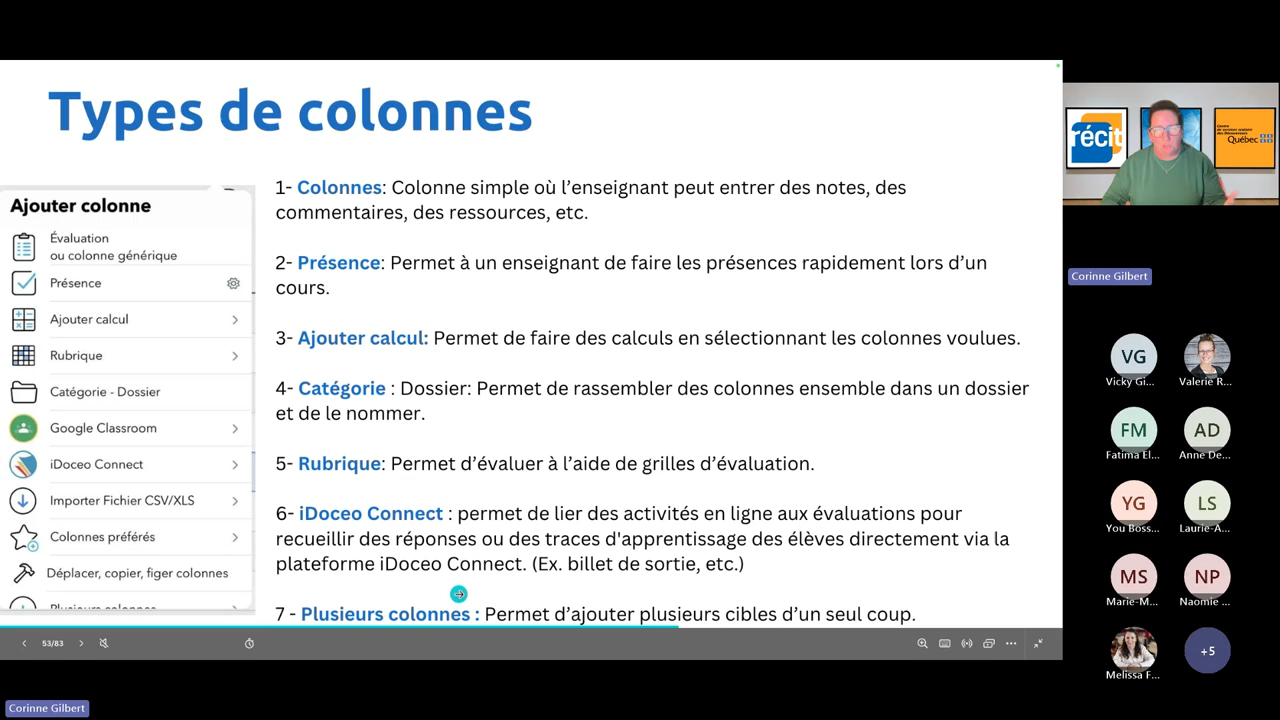 Types de colonnes
Ajouter colonne
Évaluation
ou colonne générique
Présence
Ajouter calcul
Rubrique
Catégorie - Dossier
Google Classroom
iDoceo Connect
Importer Fichier CSV/XLS
Colonnes préférés
Déplacer, copier, figer colonnes
Plusieurs colonnes
1- Colonnes: Colonne simple où l’enseignant peut entrer des notes, des
commentaires, des ressources, etc.
2- Présence: Permet à un enseignant de faire les présences rapidement lors d’un
cours.
3- Ajouter calcul: Permet de faire des calculs en sélectionnant les colonnes voulues.
4- Catégorie : Dossier: Permet de rassembler des colonnes ensemble dans un dossier
et de le nommer.
5- Rubrique: Permet d’évaluer à l’aide de grilles d’évaluation.
6- iDoceo Connect : permet de lier des activités en ligne aux évaluations pour
recueillir des réponses ou des traces d'apprentissage des élèves directement via la
plateforme iDoceo Connect. (Ex. billet de sortie, etc.)
7 - Plusieurs colonnes : Permet d’ajouter plusieurs cibles d’un seul coup.
53/83
récit
Québec
Corinne Gilbert
VG
Vicky Gi...
Valerie R...
FM
Fatima El...
AD
Anne De...
YG
You Boss...
LS
Laurie-A...
MS
Marie-M...
NP
Naomie ...
Melissa F...
+5
Corinne Gilbert